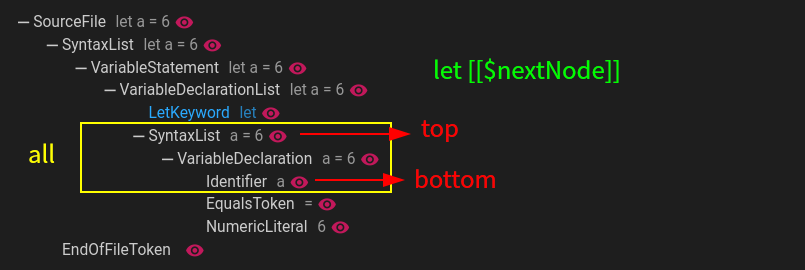 SourceFile let a = 6
SyntaxList let a = 6
VariableStatement let a = 6
let [[$nextNode]]
VariableDeclarationList let a = 6
LetKeyword let
SyntaxList a = 6
top
all
VariableDeclaration a = 6
Identifier a
bottom
EqualsToken =
NumericLiteral 6
EndOfFileToken